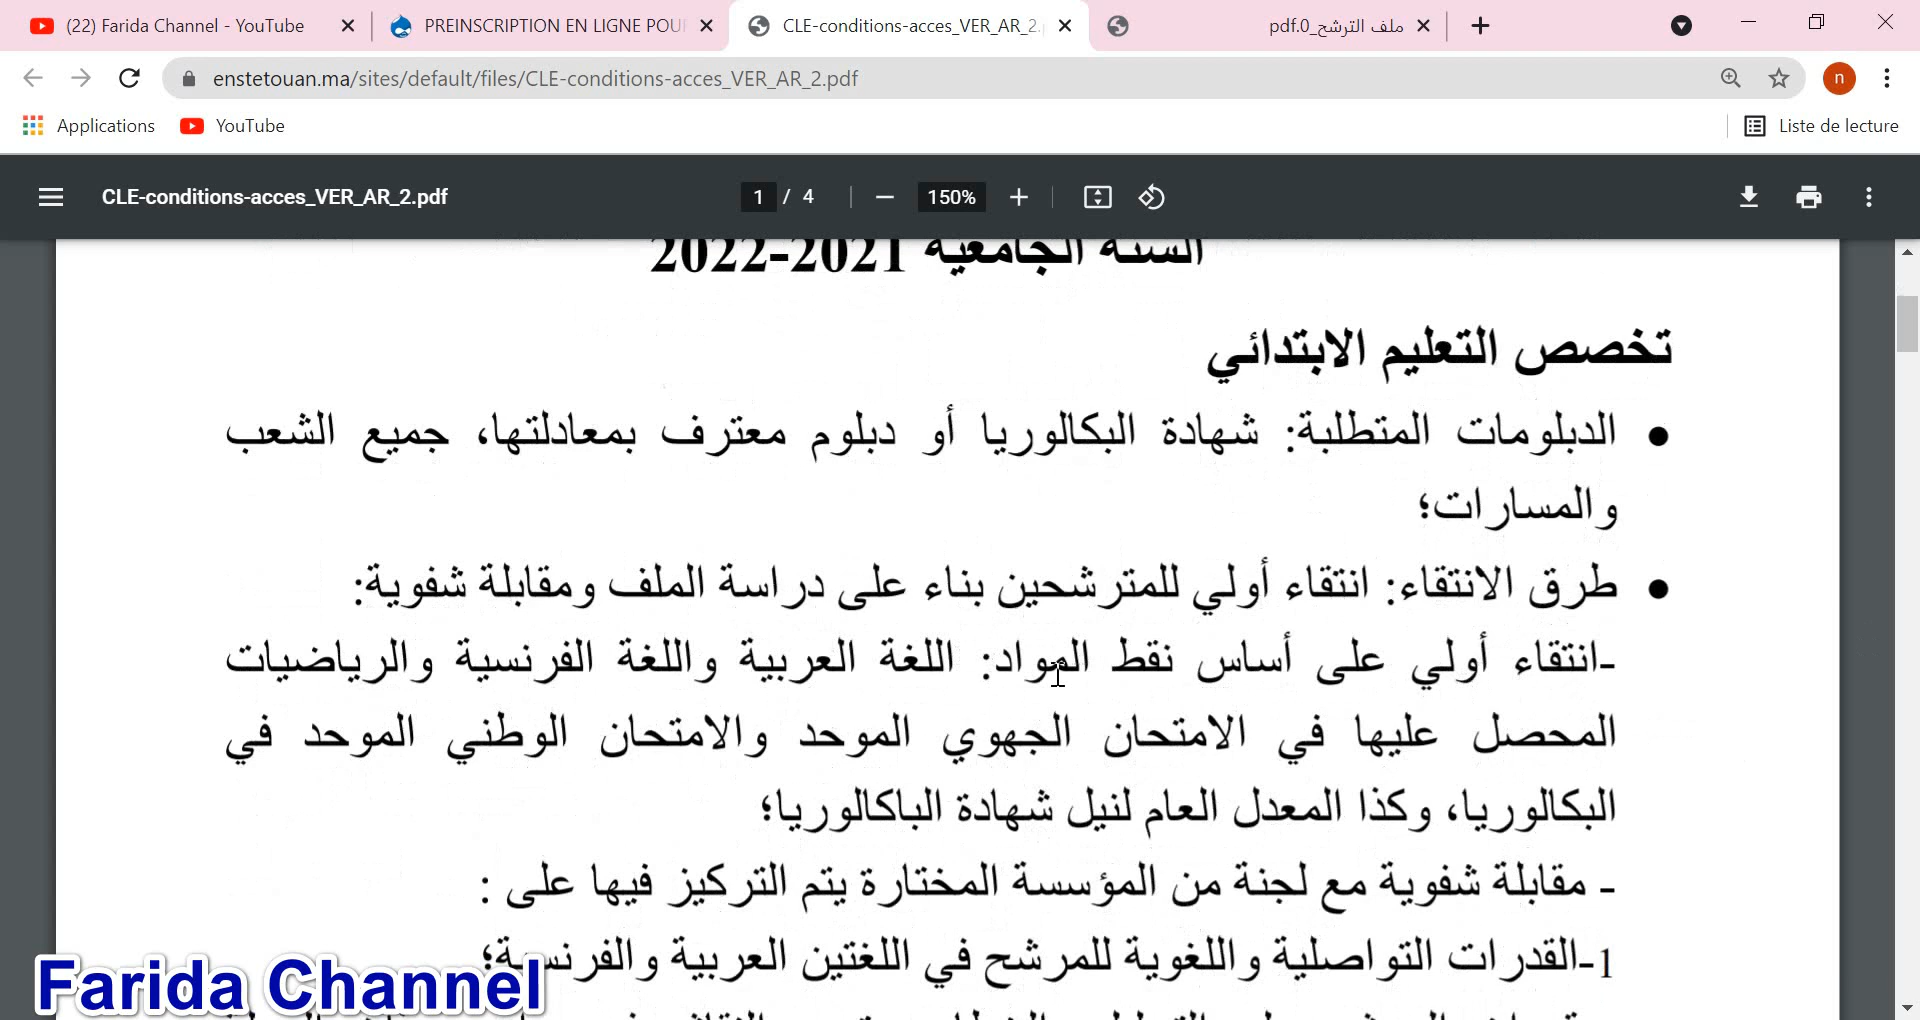 (22) Farida Channel - YouTube
PREINSCRIPTION EN LIGNE POU
CLE-conditions-acces_VER_AR_2.
ملف الترشح_0.pdf
enstetouan.ma/sites/default/files/CLE-conditions-acces_VER_AR_2.pdf
n
Applications
YouTube
Liste de lecture
CLE-conditions-acces_VER_AR_2.pdf
1 / 4
150%
السنة الجامعية 2021-2022
تخصص التعليم الابتدائي
• الدبلومات المتطلبة: شهادة البكالوريا أو دبلوم معترف بمعادلتها، جميع الشعب
والمسارات؛
• طرق الانتقاء: انتقاء أولي للمترشحين بناء على دراسة الملف ومقابلة شفوية:
-انتقاء أولي على أساس نقط المواد: اللغة العربية واللغة الفرنسية والرياضيات
المحصل عليها في الامتحان الجهوي الموحد والامتحان الوطني الموحد في
البكالوريا، وكذا المعدل العام لنيل شهادة الباكالوريا؛
- مقابلة شفوية مع لجنة من المؤسسة المختارة يتم التركيز فيها على :
1-القدرات التواصلية واللغوية للمرشح في اللغتين العربية والفرنسية؛
Farida Channel